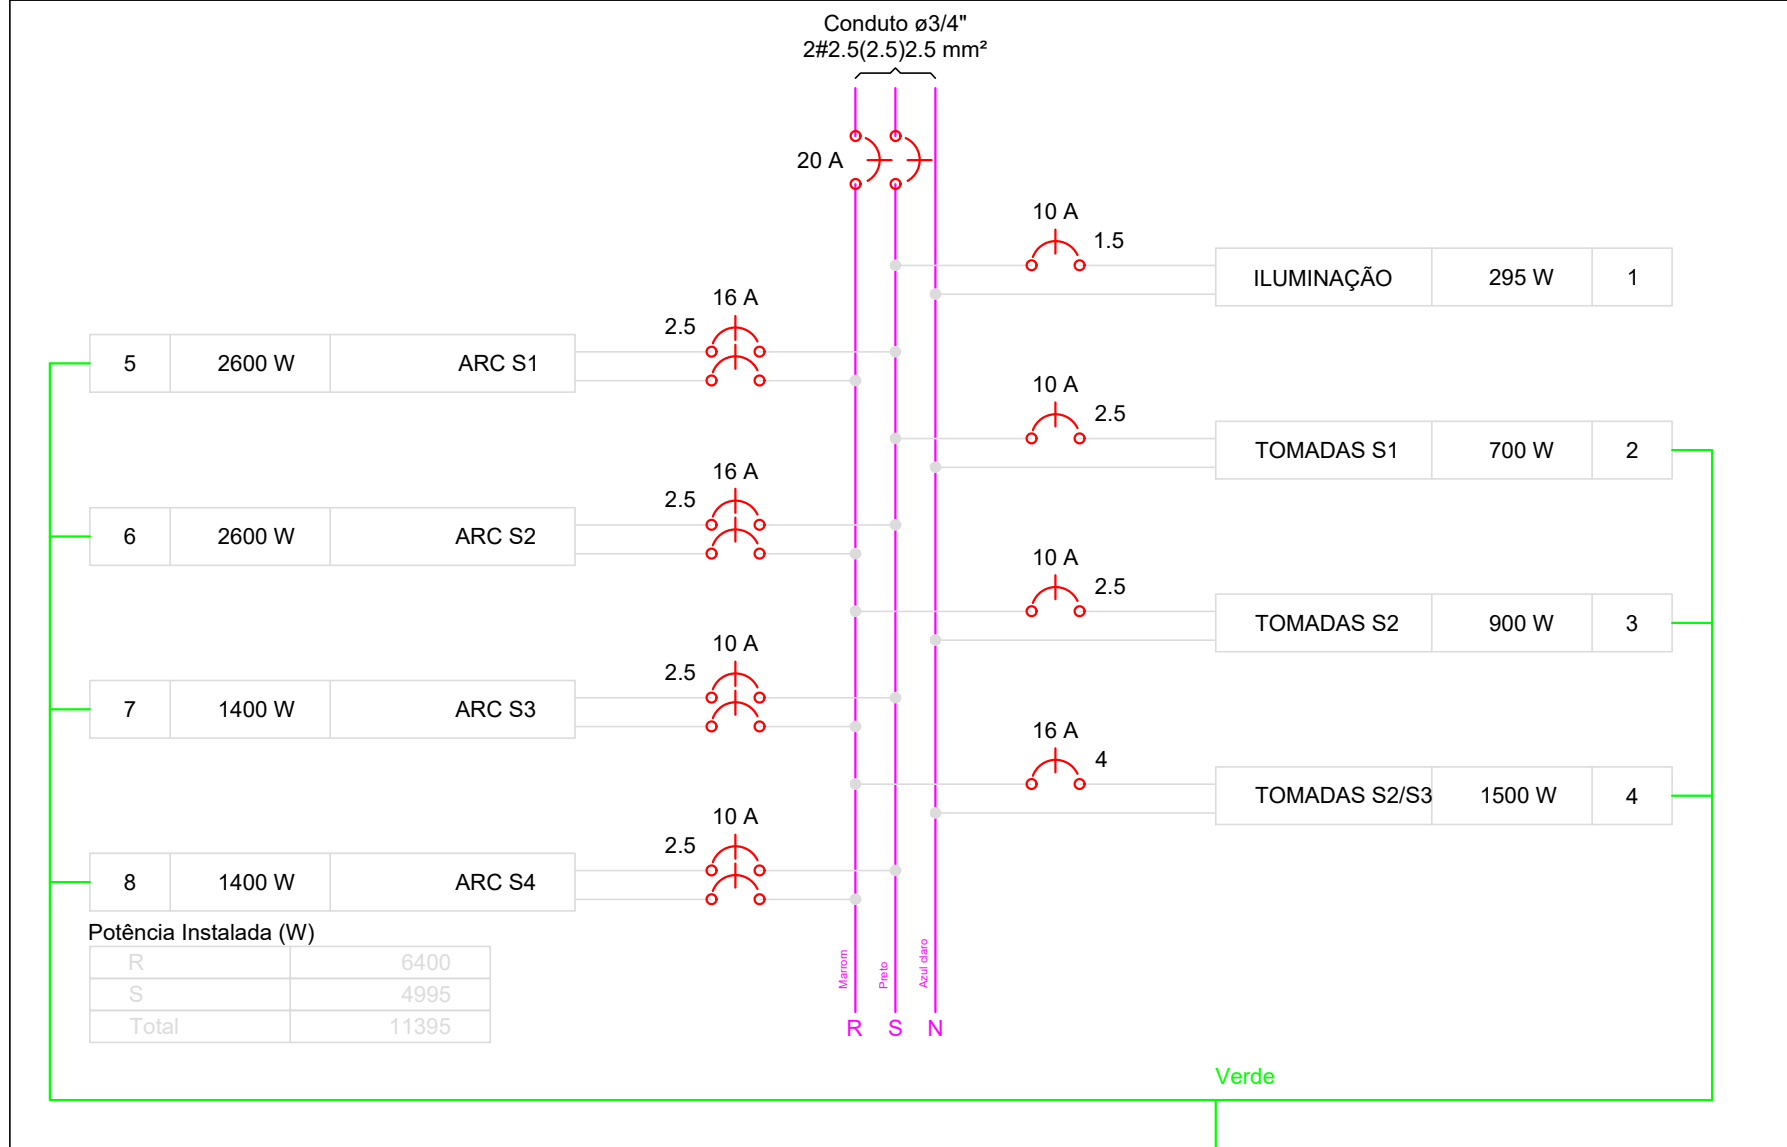 Conduto ø3/4"
2#2.5(2.5)2.5 mm²
20 A
10 A
1.5
ILUMINAÇÃO 295 W 1
16 A
2.5
5 2600 W ARC S1
10 A
2.5
TOMADAS S1 700 W 2
16 A
2.5
6 2600 W ARC S2
10 A
2.5
TOMADAS S2 900 W 3
10 A
2.5
7 1400 W ARC S3
16 A
4
TOMADAS S2/S3 1500 W 4
10 A
2.5
8 1400 W ARC S4
Potência Instalada (W)
R 6400
S 4995
Total 11395
Marrom
Preto
Azul claro
R S N
Verde